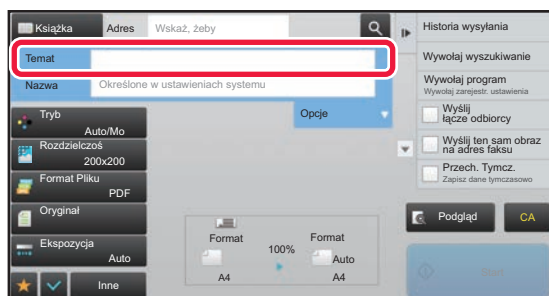 Książka Adres Wskaż, żeby
Temat
Nazwa Określone w ustawieniach systemu
Opcje
Tryb
Auto/Mo
Rozdzielczoś
200x200
Format Pliku
PDF
Oryginał
Ekspozycja
Auto
Inne
Format
A4
100%
Format
Auto
A4
Historia wysyłania
Wywołaj wyszukiwanie
Wywołaj program
Wywołaj zarejestr. ustawienia
Wyślij
łącze odbiorcy
Wyślij ten sam obraz
na adres faksu
Przech. Tymcz.
Zapisz dane tymczasowo
Podgląd CA
Start